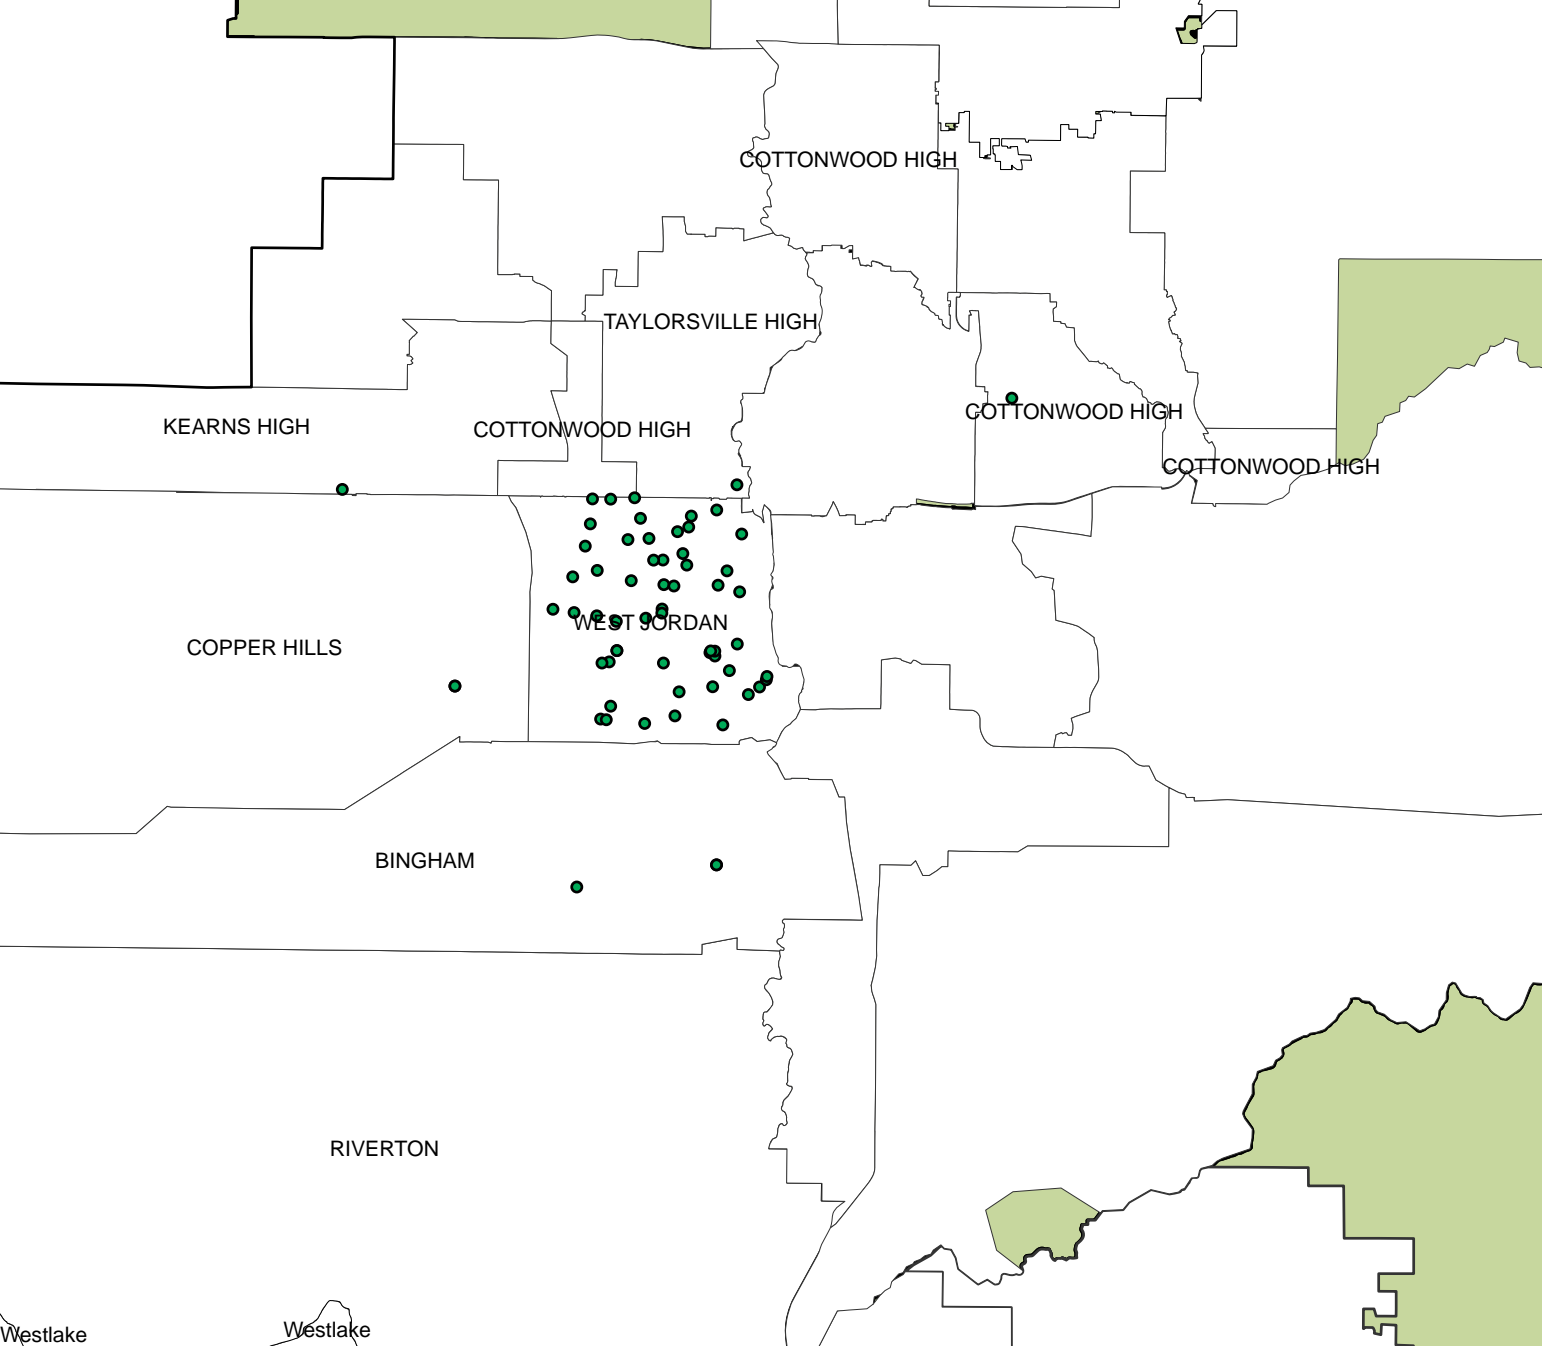 COTTONWOOD HIGH
TAYLORSVILLE HIGH
COTTONWOOD HIGH
KEARNS HIGH
COTTONWOOD HIGH
COTTONWOOD HIGH
WEST JORDAN
COPPER HILLS
BINGHAM
RIVERTON
Westlake
Westlake